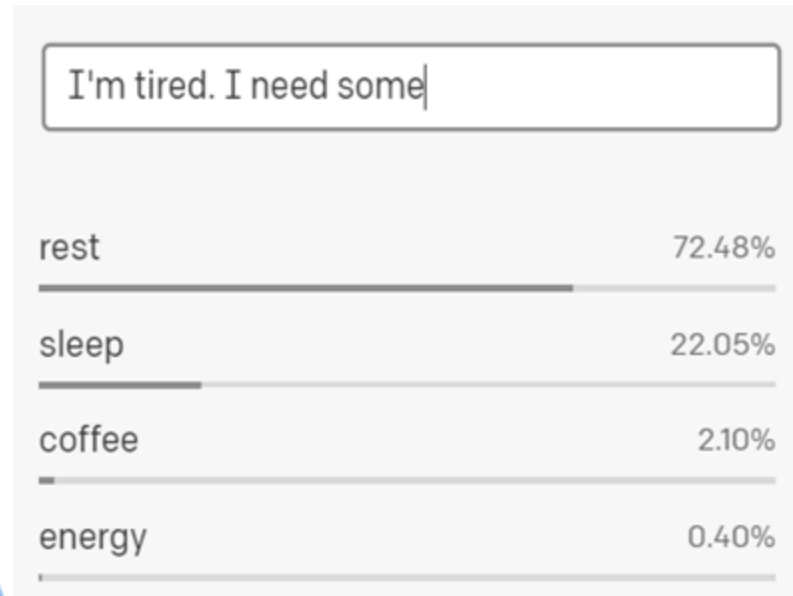 I'm tired. I need some
rest 72.48%
sleep 22.05%
coffee 2.10%
energy 0.40%